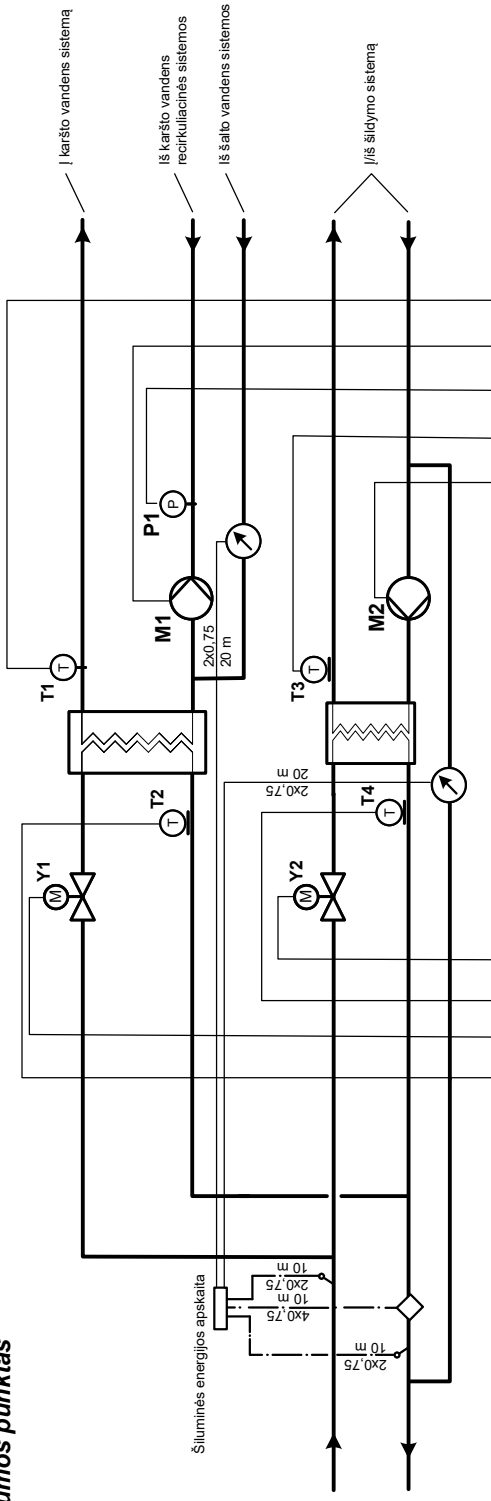 Į karšto vandens sistemą
Iš karšto vandens
recirkuliacinės sistemos
Iš šalto vandens sistemos
Į/iš šildymo sistemą
T1
T
P1
P
M1
2x0,75
20 m
T2
T
Y1
M
T3
T
M2
20 m
2x0,75
T4
T
Y2
M
Šiluminės energijos apskaita
10 m
2x0,75
10 m
4x0,75
10 m
2x0,75
punktas